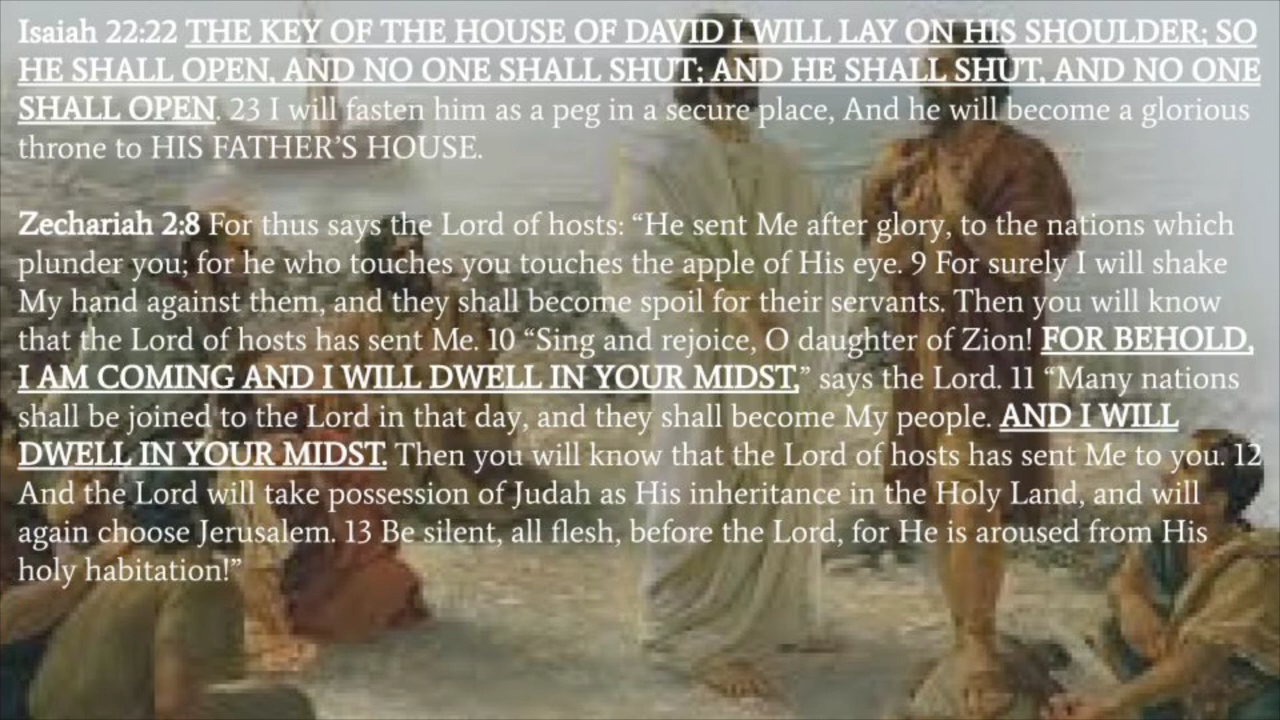 Isaiah 22:22 THE KEY OF THE HOUSE OF DAVID I WILL LAY ON HIS SHOULDER; SO
HE SHALL OPEN, AND NO ONE SHALL SHUT; AND HE SHALL SHUT, AND NO ONE
SHALL OPEN. 23 I will fasten him as a peg in a secure place, And he will become a glorious
throne to HIS FATHER’S HOUSE.
Zechariah 2:8 For thus says the Lord of hosts: “He sent Me after glory, to the nations which
plunder you; for he who touches you touches the apple of His eye. 9 For surely I will shake
My hand against them, and they shall become spoil for their servants. Then you will know
that the Lord of hosts has sent Me. 10 “Sing and rejoice, O daughter of Zion! FOR BEHOLD,
I AM COMING AND I WILL DWELL IN YOUR MIDST,” says the Lord. 11 “Many nations
shall be joined to the Lord in that day, and they shall become My people. AND I WILL
DWELL IN YOUR MIDST. Then you will know that the Lord of hosts has sent Me to you. 12
And the Lord will take possession of Judah as His inheritance in the Holy Land, and will
again choose Jerusalem. 13 Be silent, all flesh, before the Lord, for He is aroused from His
holy habitation!”